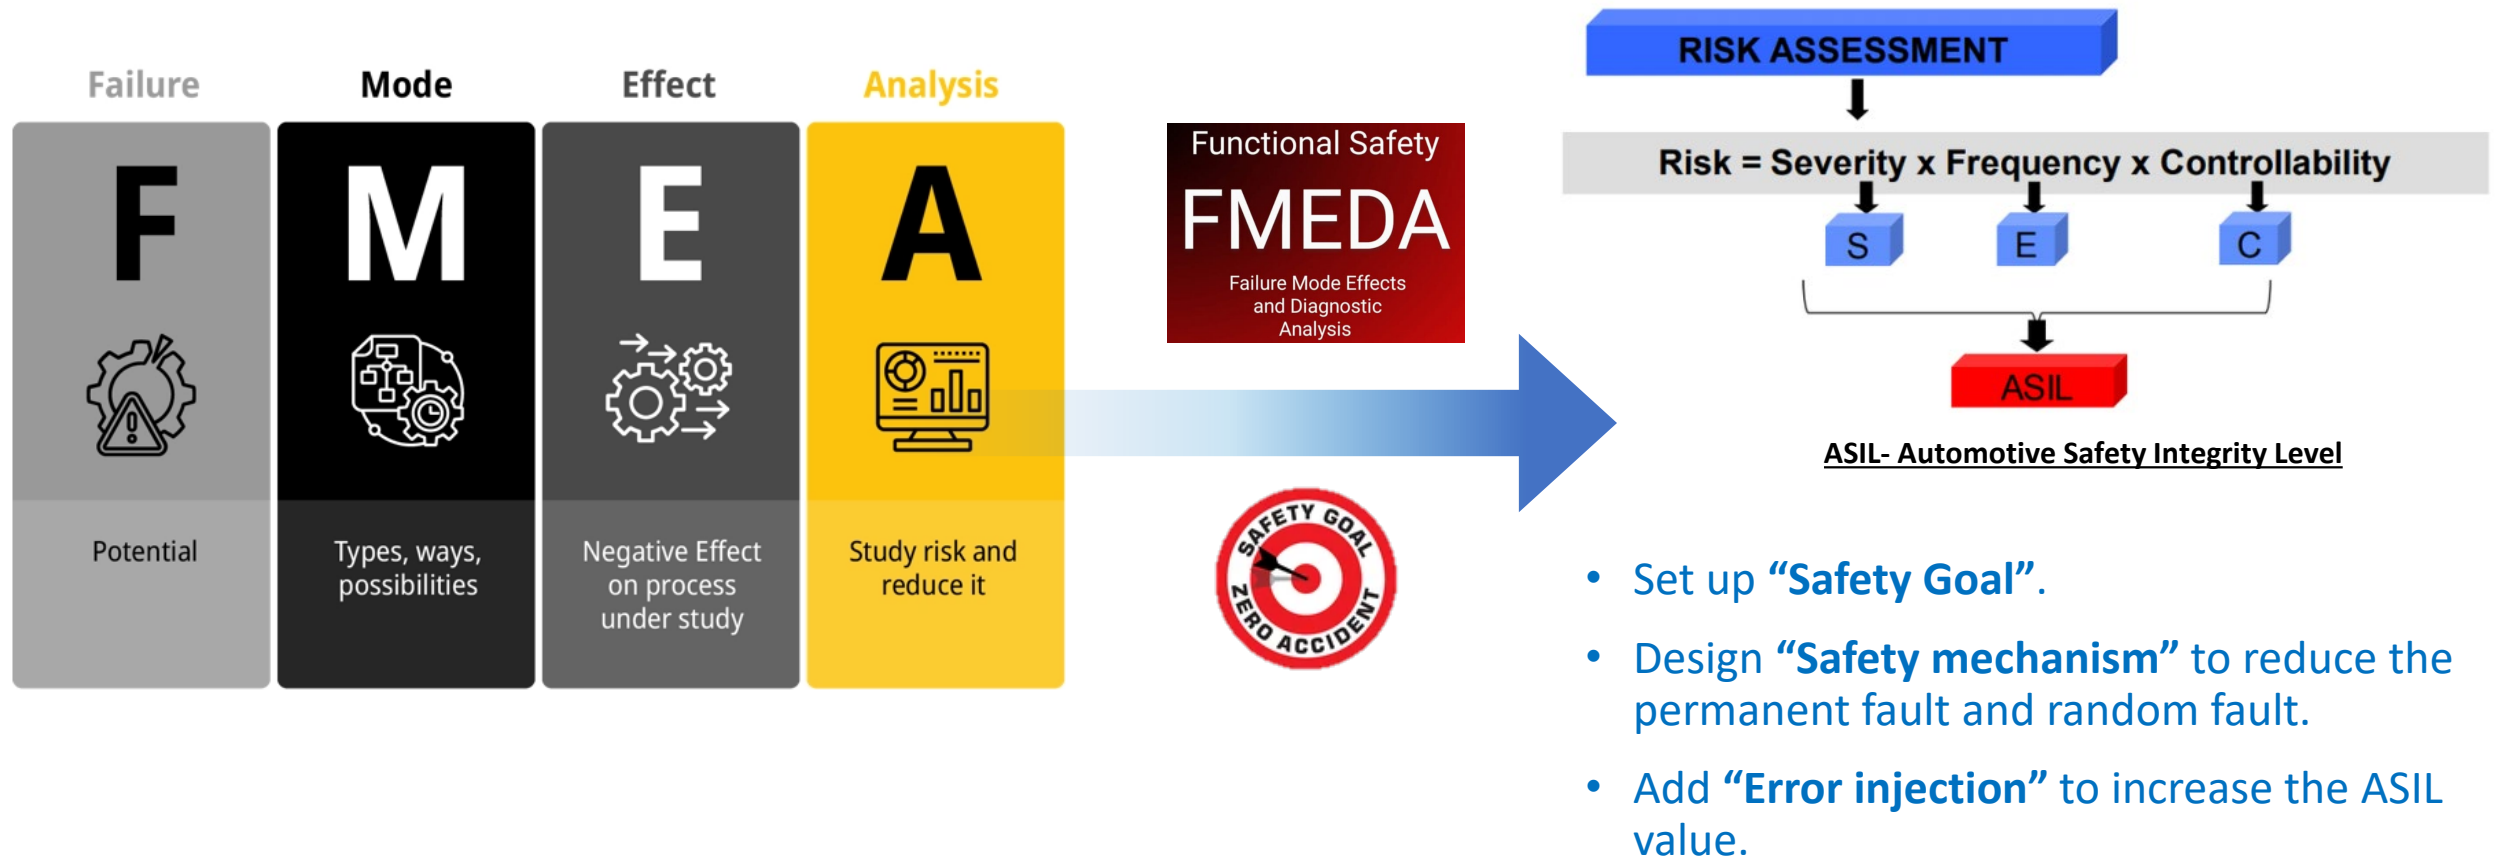 Failure
Mode
Effect
Analysis
F
M
E
A
Potential
Types, ways,
possibilities
Negative Effect
on process
under study
Study risk and
reduce it
Functional Safety
FMEDA
Failure Mode Effects
and Diagnostic
Analysis
SAFETY GOAL
ZERO ACCIDENT
RISK ASSESSMENT
Risk = Severity x Frequency x Controllability
S
E
C
ASIL
ASIL- Automotive Safety Integrity Level
• Set up “Safety Goal”.
• Design “Safety mechanism” to reduce the
permanent fault and random fault.
• Add “Error injection” to increase the ASIL
value.